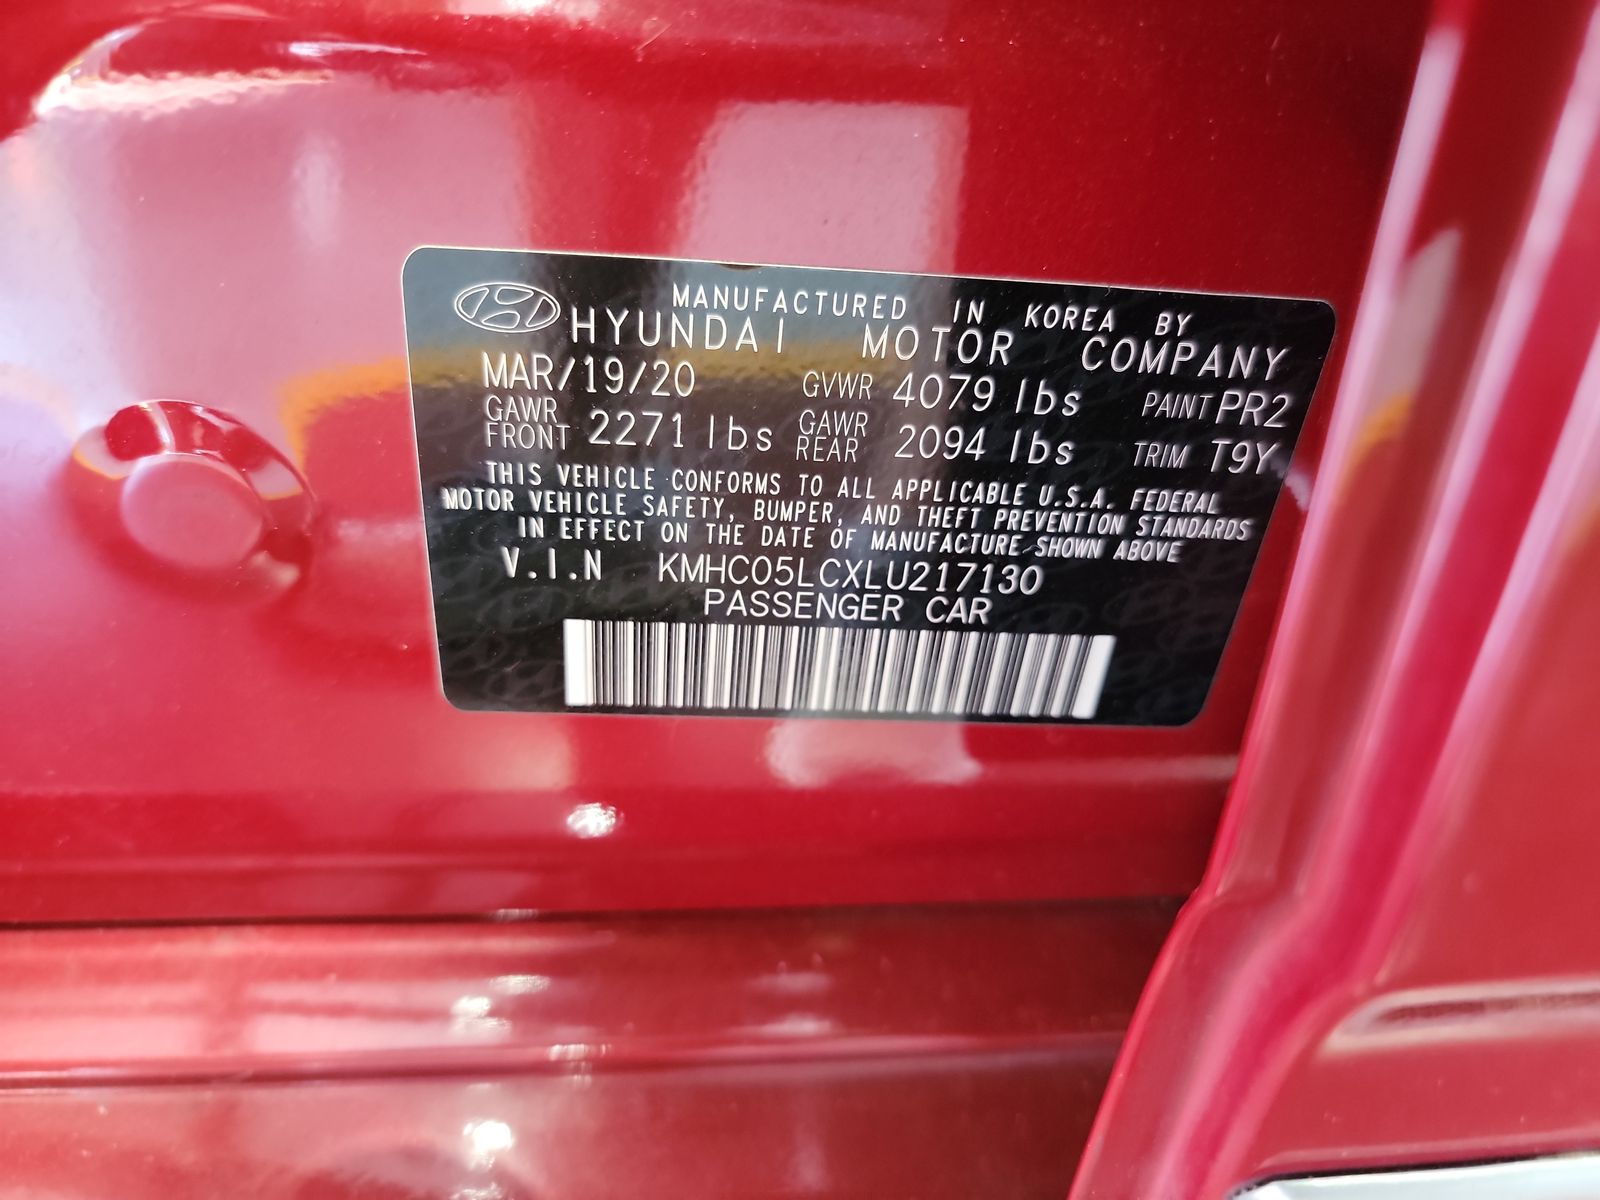 MANUFACTURED IN KOREA BY
HYUNDAI MOTOR COMPANY
MAR/19/20 GVWR 4079 lbs PAINT PR2
GAWR FRONT 2271 lbs GAWR REAR 2094 lbs TRIM T9Y
THIS VEHICLE CONFORMS TO ALL APPLICABLE U.S.A. FEDERAL
MOTOR VEHICLE SAFETY, BUMPER, AND THEFT PREVENTION STANDARDS
IN EFFECT ON THE DATE OF MANUFACTURE SHOWN ABOVE
V.I.N KMHC05LCXLU217130
PASSENGER CAR